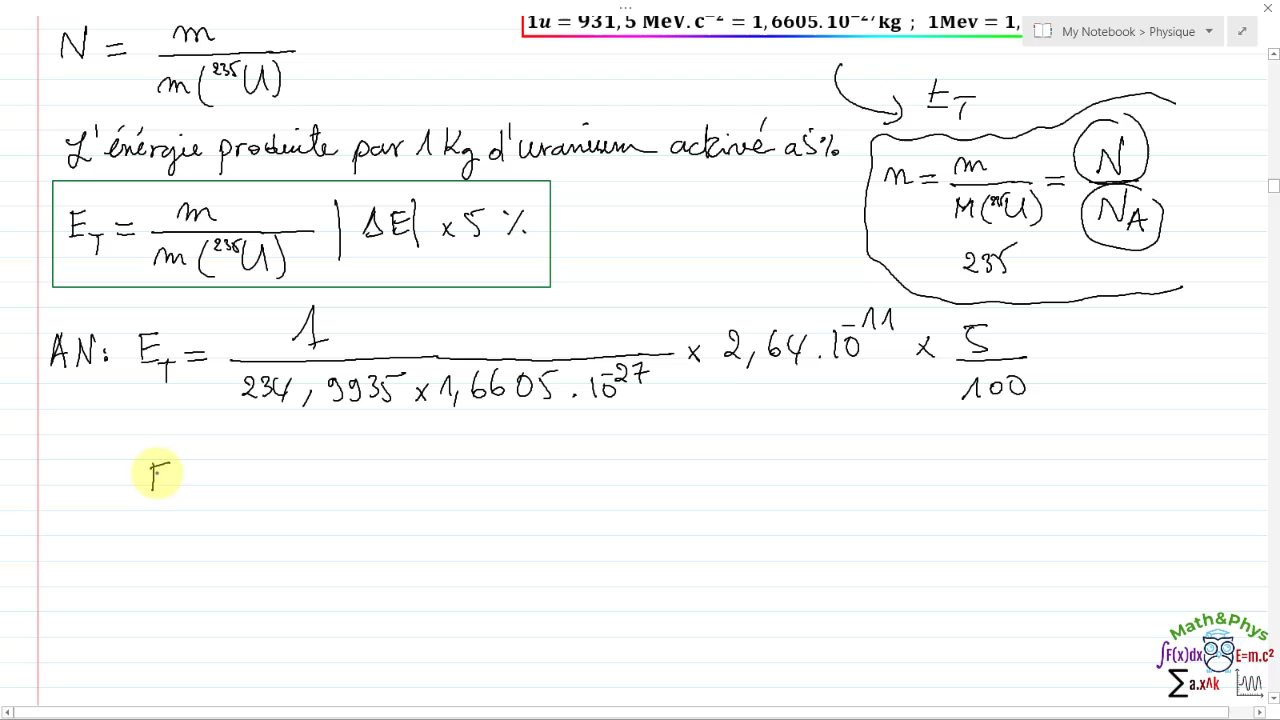 1u = 931,5 MeV.c⁻² = 1,6605.10⁻²⁷kg ; 1Mev = 1,
My Notebook > Physique
N = m / m(²³⁵U)
E_T
L'énérgie produite par 1 Kg d'uranium activé à 5%
n = m / M(²³⁵U) = N / N_A
235
E_T = m / m(²³⁵U) |ΔE| × 5 %
AN: E_T = 1 / 234,9935 × 1,6605.10⁻²⁷ × 2,64.10⁻¹¹ × 5 / 100
Math&Phys
∫F(x)dx E=m.c²
∑ a.x∧k